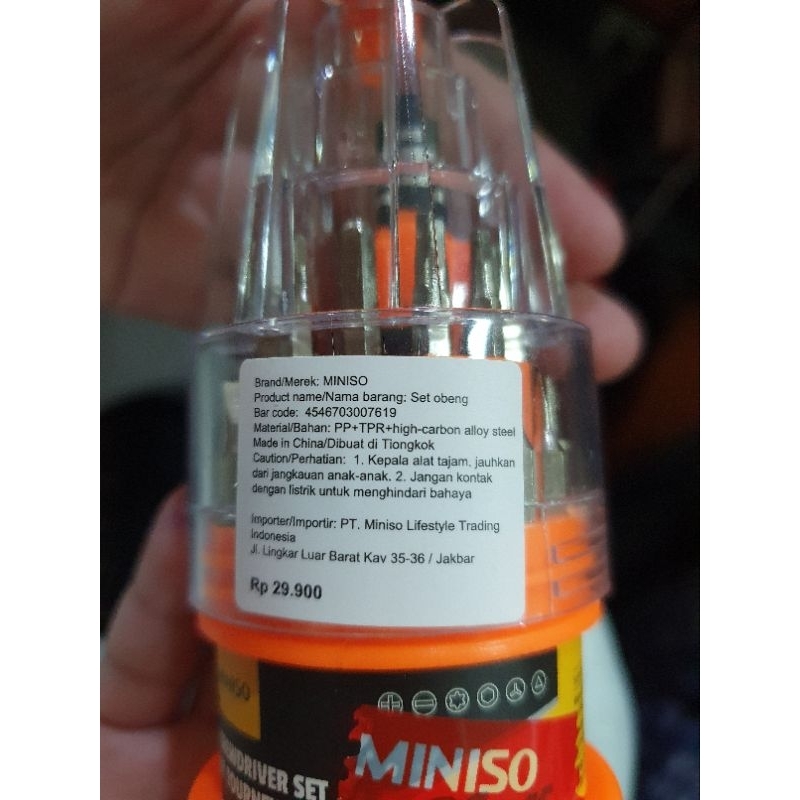 Brand/Merek: MINISO
Product name/Nama barang: Set obeng
Bar code: 4546703007619
Material/Bahan: PP+TPR+high-carbon alloy steel
Made in China/Dibuat di Tiongkok
Caution/Perhatian: 1. Kepala alat tajam, jauhkan
dari jangkauan anak-anak. 2. Jangan kontak
dengan listrik untuk menghindari bahaya
Importer/Importir: PT. Miniso Lifestyle Trading
Indonesia
Jl. Lingkar Luar Barat Kav 35-36 / Jakbar
Rp 29.900
MINISO
DRIVER SET